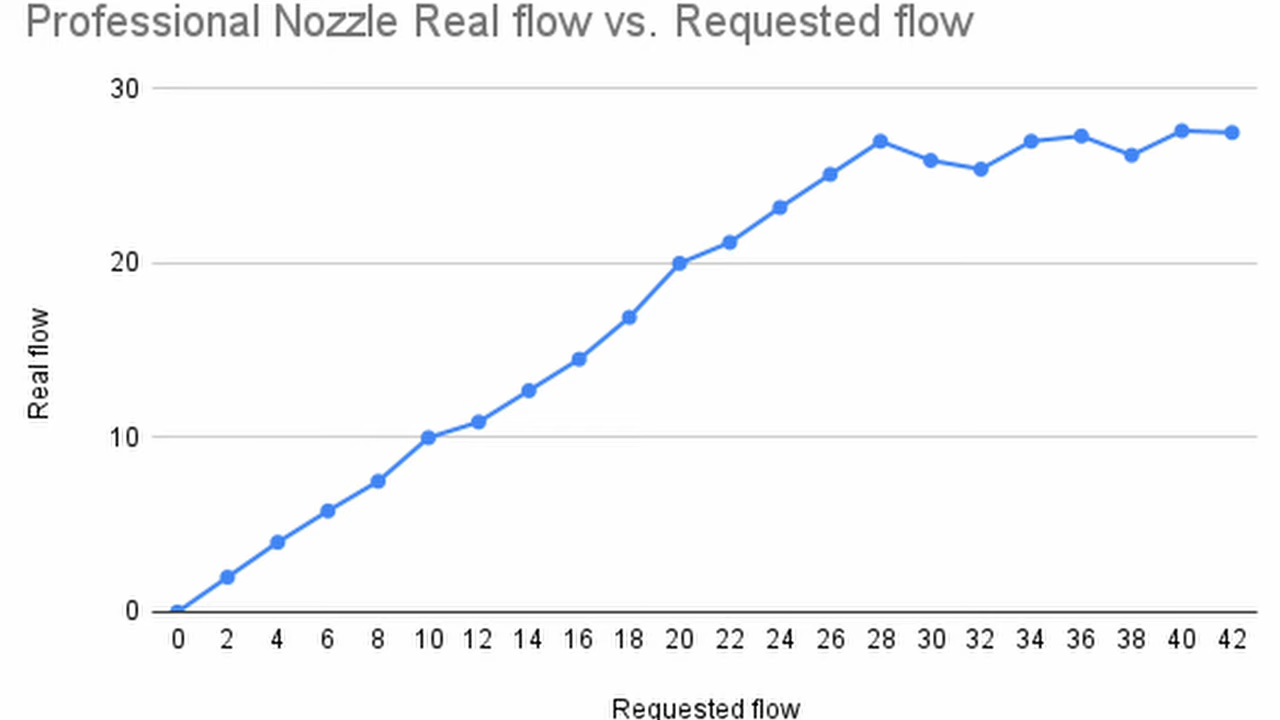 Professional Nozzle Real flow vs. Requested flow
30
20
10
0
Real flow
0 2 4 6 8 10 12 14 16 18 20 22 24 26 28 30 32 34 36 38 40 42
Requested flow